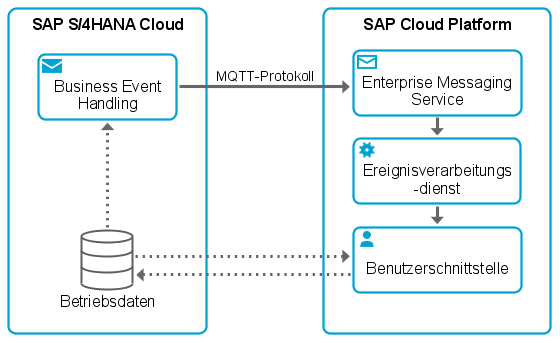 SAP S/4HANA Cloud
Business Event
Handling
Betriebsdaten
MQTT-Protokoll
SAP Cloud Platform
Enterprise Messaging
Service
Ereignisverarbeitungs
-dienst
Benutzerschnittstelle